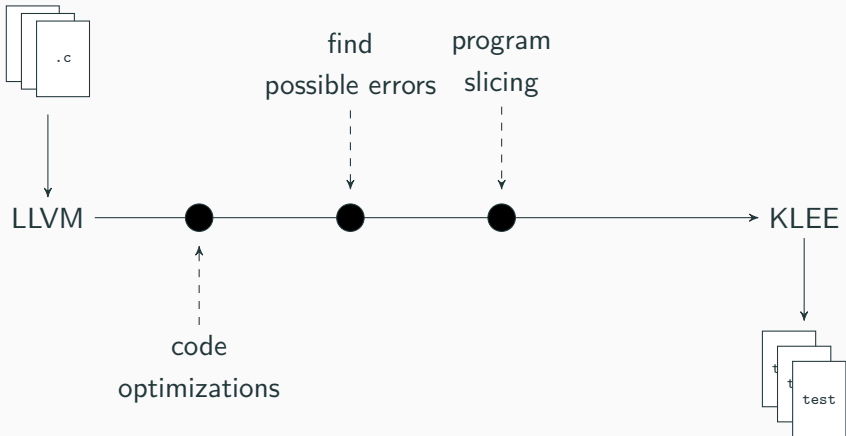 .c
find
possible errors
program
slicing
LLVM
KLEE
code
optimizations
t
t
test